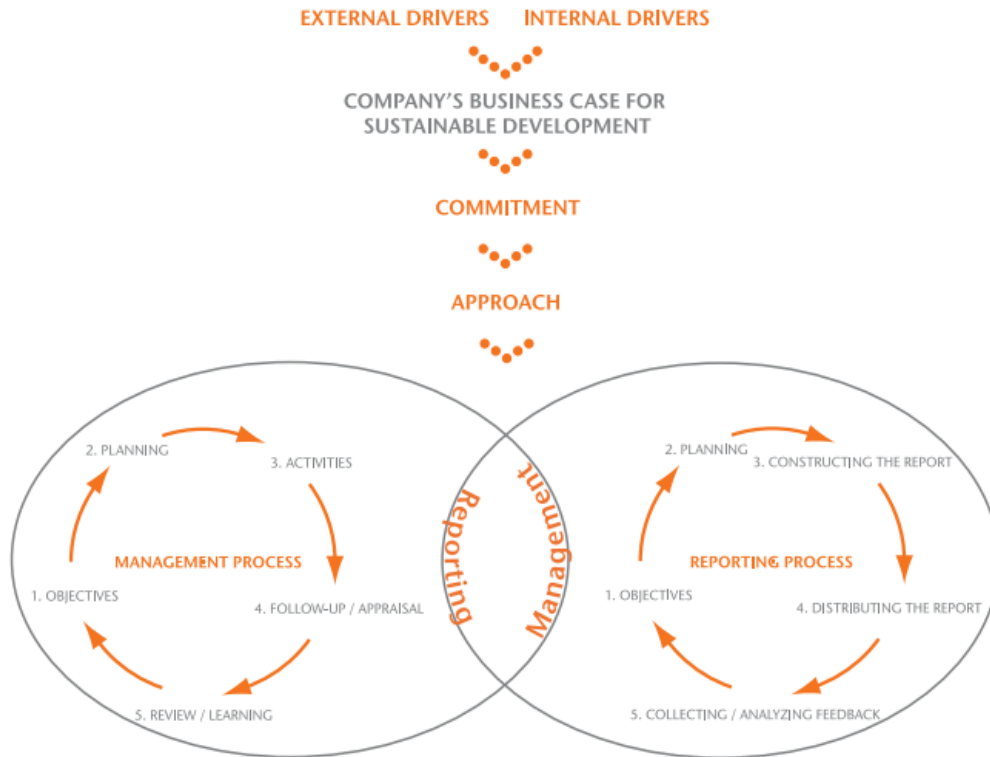 EXTERNAL DRIVERS
INTERNAL DRIVERS
COMPANY'S BUSINESS CASE FOR
SUSTAINABLE DEVELOPMENT
COMMITMENT
APPROACH
2. PLANNING
3. ACTIVITIES
MANAGEMENT PROCESS
1. OBJECTIVES
4. FOLLOW-UP / APPRAISAL
5. REVIEW / LEARNING
Reporting
Management
2. PLANNING
3. CONSTRUCTING THE REPORT
REPORTING PROCESS
1. OBJECTIVES
4. DISTRIBUTING THE REPORT
5. COLLECTING / ANALYZING FEEDBACK